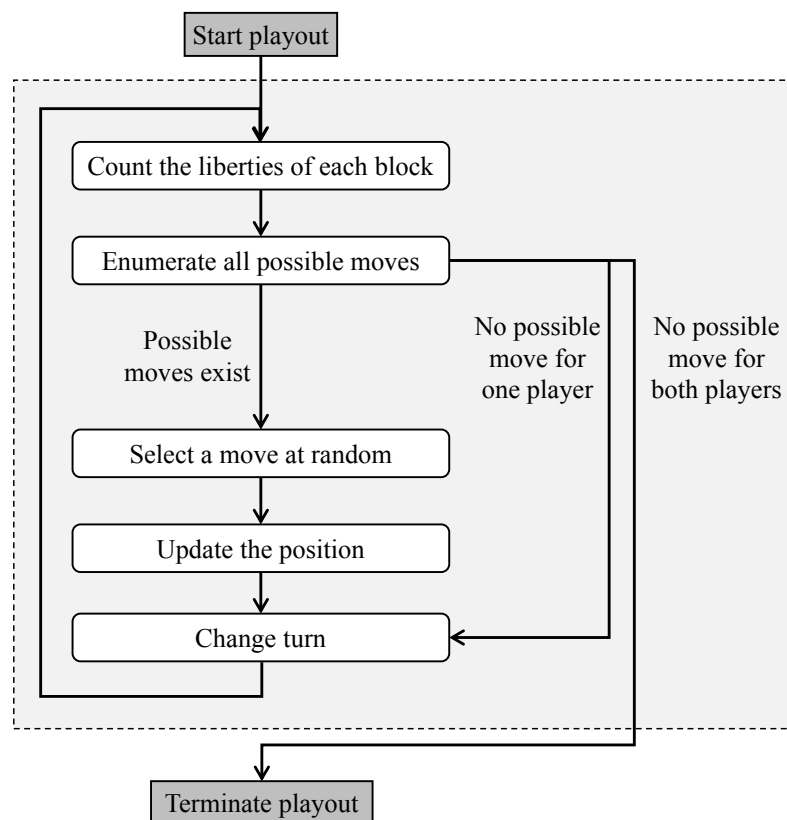 Start playout
Count the liberties of each block
Enumerate all possible moves
Possible
moves exist
No possible
move for
one player
No possible
move for
both players
Select a move at random
Update the position
Change turn
Terminate playout